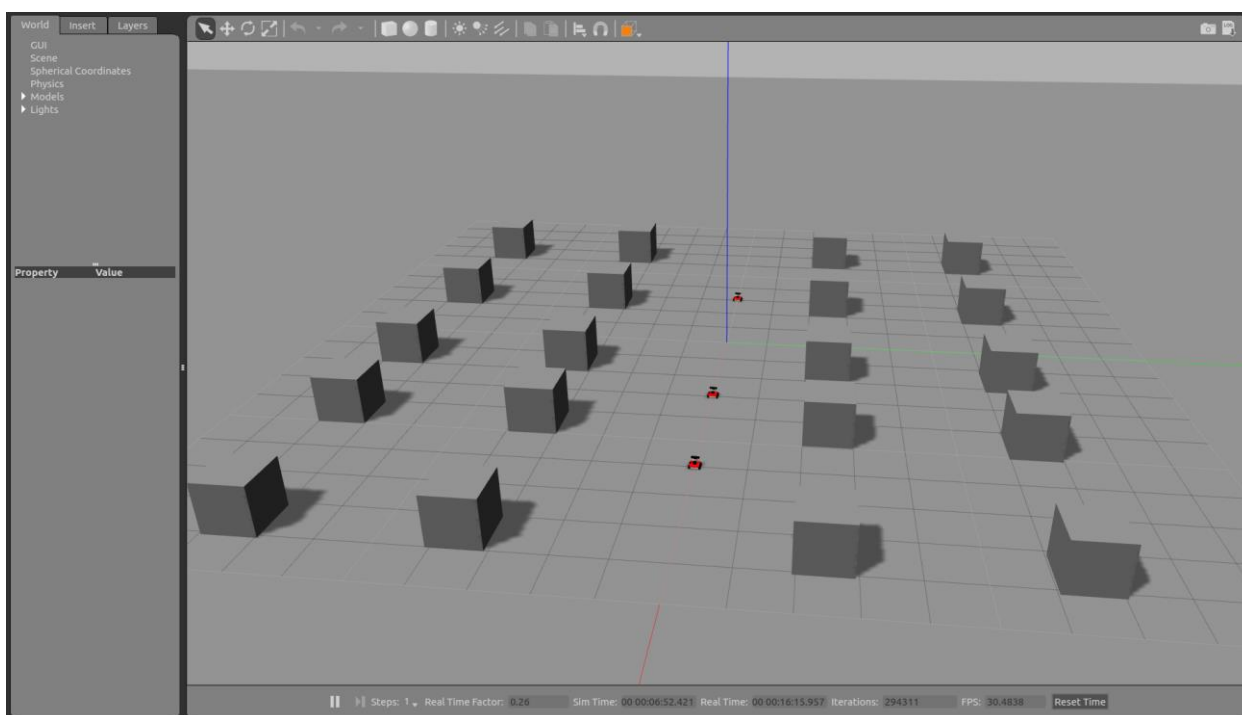 World Insert Layers
GUI
Scene
Spherical Coordinates
Physics
Models
Lights
Property Value
Steps: 1 Real Time Factor: 0.26 Sim Time: 00 00:06:52.421 Real Time: 00 00:16:15.957 Iterations: 294311 FPS: 30.4838 Reset Time